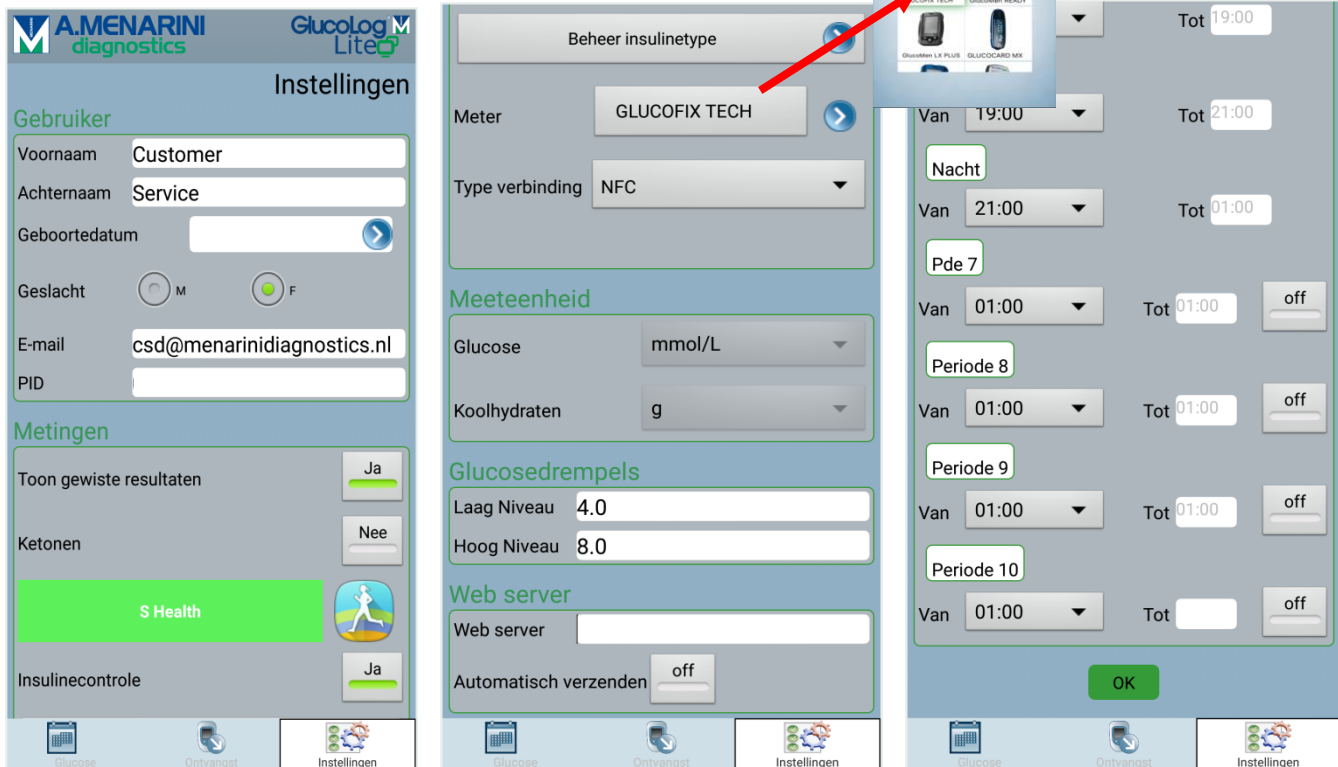 A.MENARINI
diagnostics
GlucoLog M
Lite
Instellingen
Gebruiker
Voornaam Customer
Achternaam Service
Geboortedatum
Geslacht M F
E-mail csd@menarinidiagnostics.nl
PID
Metingen
Toon gewiste resultaten Ja
Ketonen Nee
S Health
Insulinecontrole Ja
Glucose Ontvangst Instellingen
Beheer insulinetype
Meter GLUCOFIX TECH
Type verbinding NFC
Meeteenheid
Glucose mmol/L
Koolhydraten g
Glucosedrempels
Laag Niveau 4.0
Hoog Niveau 8.0
Web server
Web server
Automatisch verzenden off
Glucose Ontvangst Instellingen
GLUCOFIX TECH GlucoMen READY
GlucoMen LX PLUS GLUCOCARD MX
Tot 19:00
Van 19:00 Tot 21:00
Nacht
Van 21:00 Tot 01:00
Pde 7
Van 01:00 Tot 01:00 off
Periode 8
Van 01:00 Tot 01:00 off
Periode 9
Van 01:00 Tot 01:00 off
Periode 10
Van 01:00 Tot off
OK
Glucose Ontvangst Instellingen